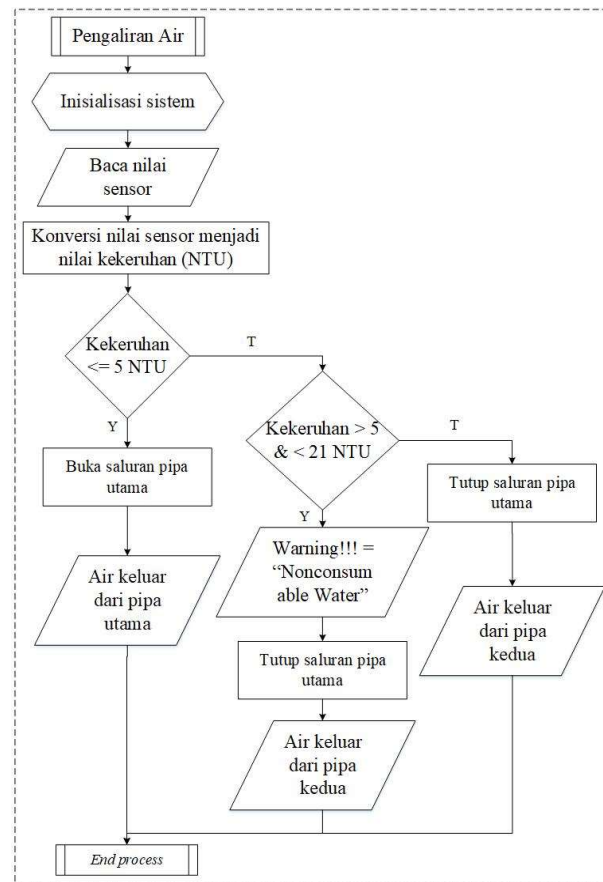 Pengaliran Air
Inisialisasi sistem
Baca nilai
sensor
Konversi nilai sensor menjadi
nilai kekeruhan (NTU)
Kekeruhan
<= 5 NTU
T
Y
Kekeruhan > 5
& < 21 NTU
T
Y
Buka saluran pipa
utama
Air keluar
dari pipa
utama
Warning!!! =
“Nonconsum
able Water”
Tutup saluran pipa
utama
Air keluar
dari pipa
kedua
Tutup saluran pipa
utama
Air keluar
dari pipa
kedua
End process